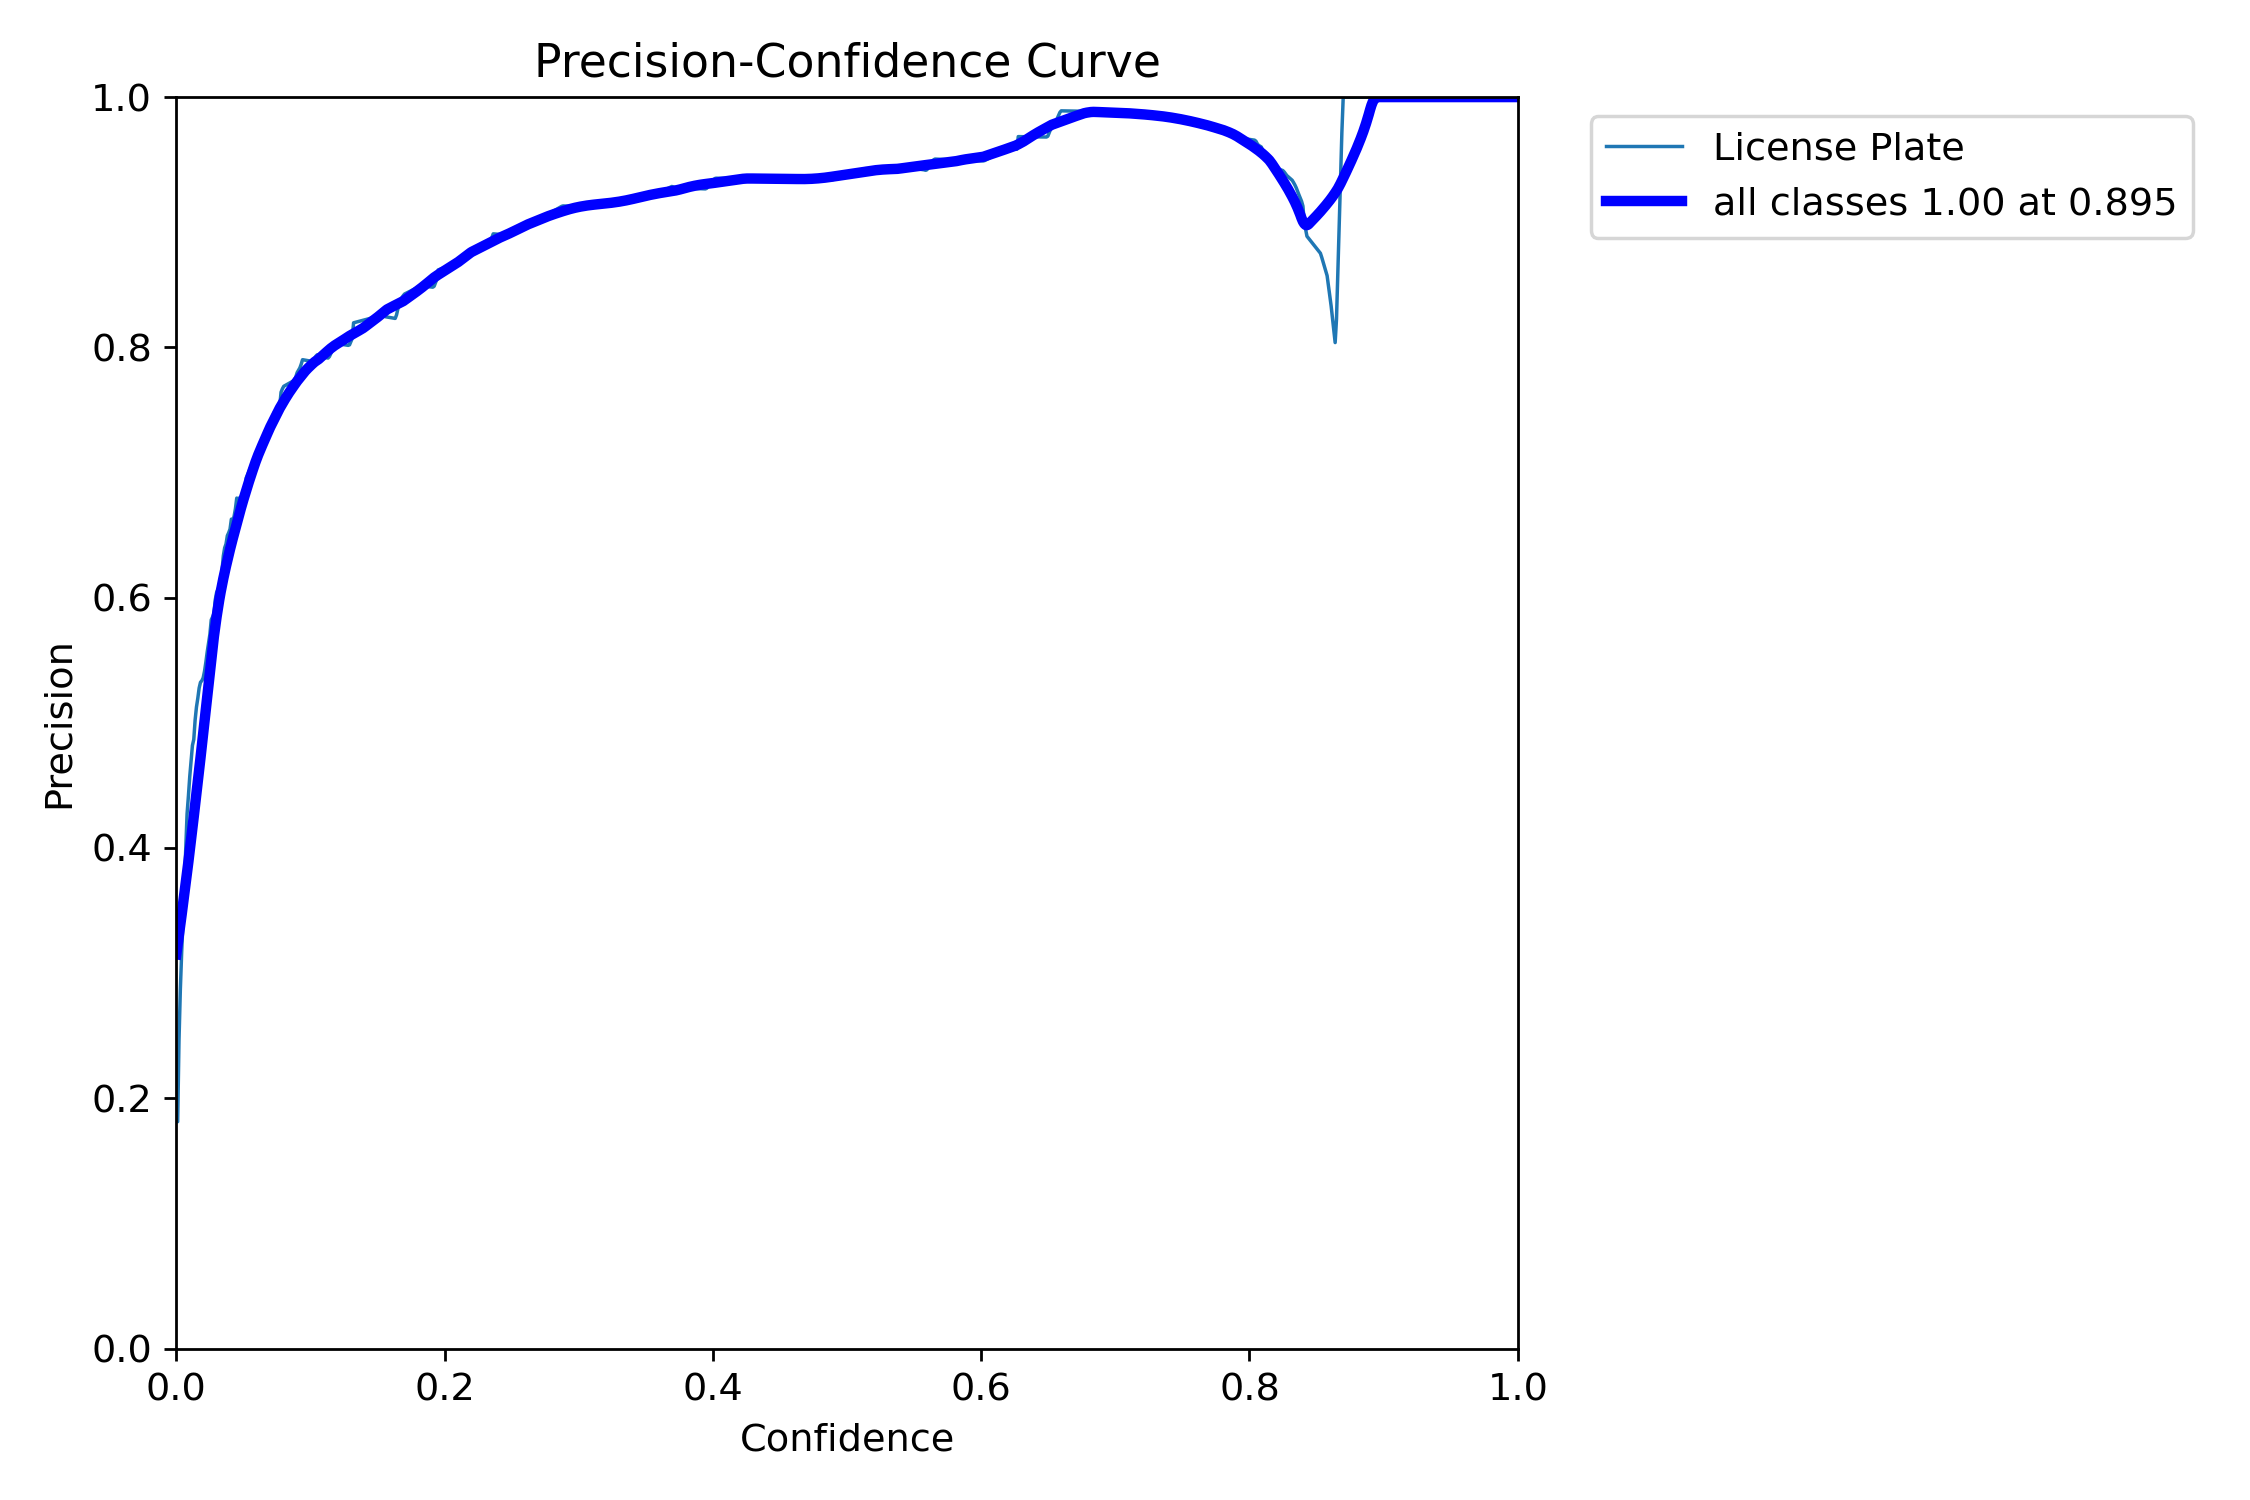 Precision-Confidence Curve
1.0
0.8
0.6
0.4
0.2
0.0
Precision
0.0 0.2 0.4 0.6 0.8 1.0
Confidence
License Plate
all classes 1.00 at 0.895